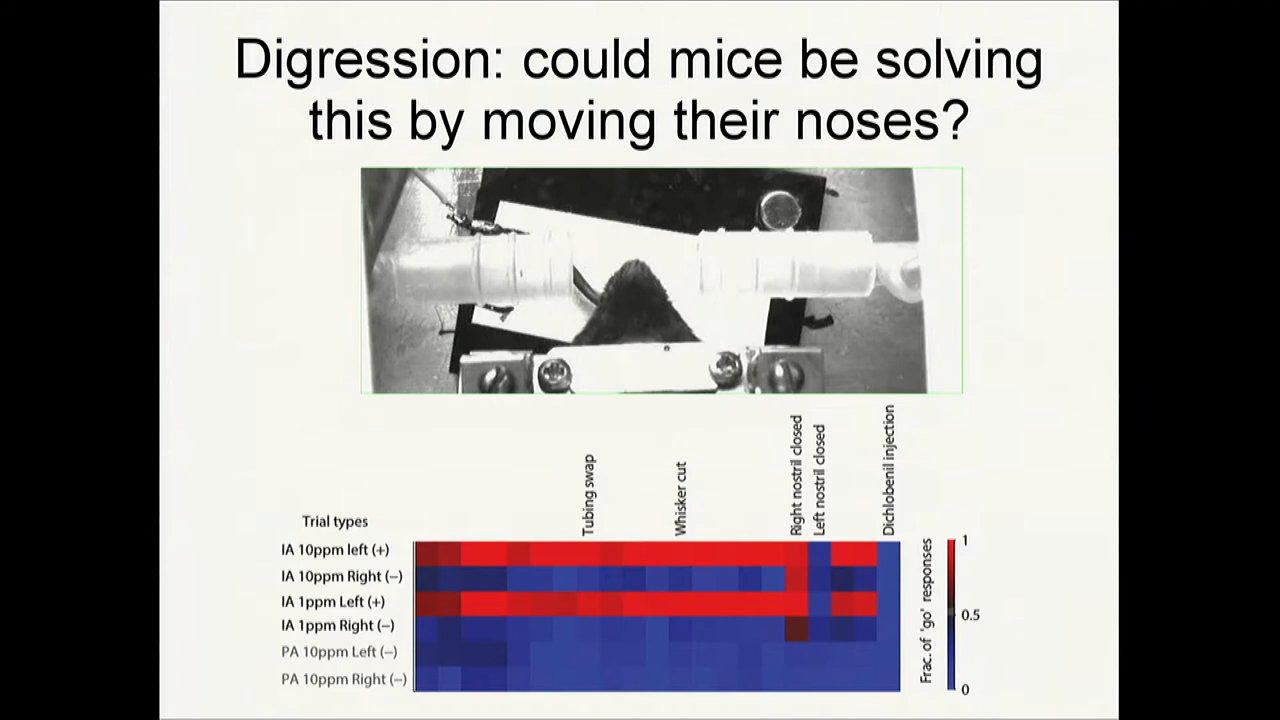 Digression: could mice be solving
this by moving their noses?
Tubing swap
Whisker cut
Right nostril closed
Left nostril closed
Dichlobenil injection
Trial types
IA 10ppm left (+)
IA 10ppm Right (–)
IA 1ppm Left (+)
IA 1ppm Right (–)
PA 10ppm Left (–)
PA 10ppm Right (–)
Frac. of 'go' responses
1
0.5
0